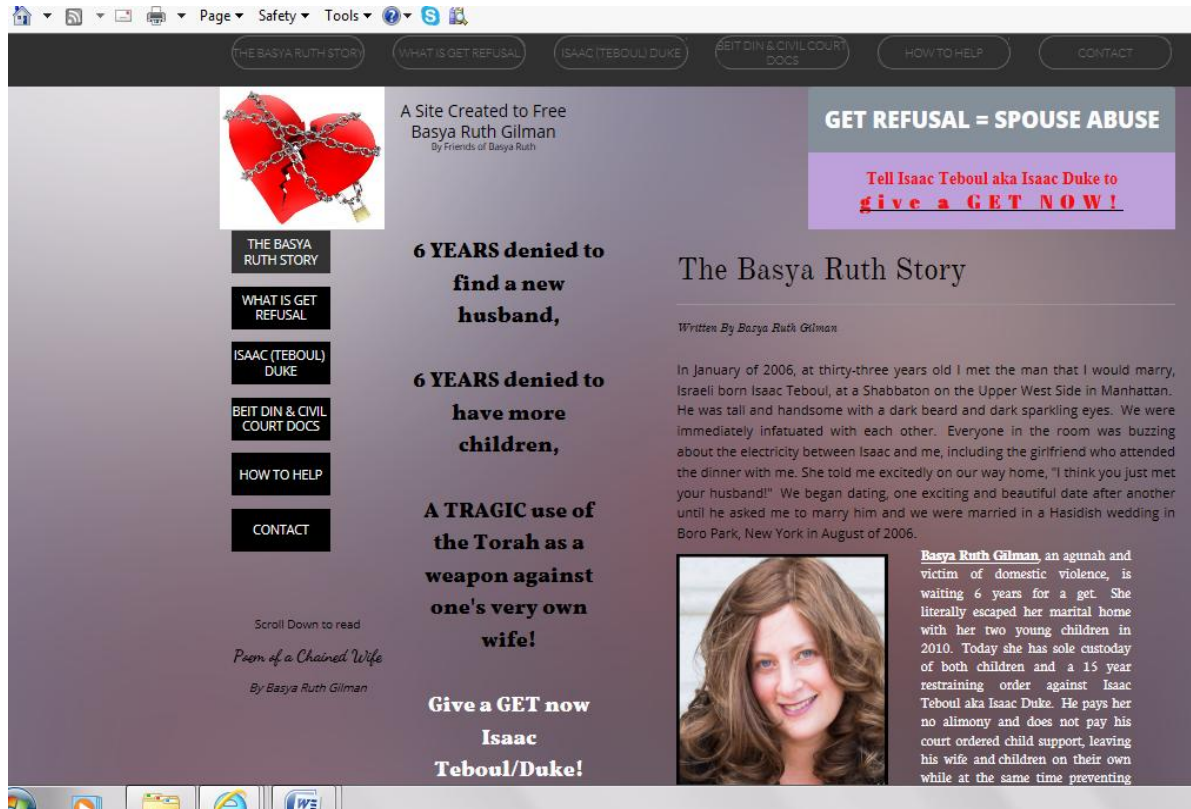 Page Safety Tools
THE BASYA RUTH STORY
WHAT IS GET REFUSAL
ISAAC (TEBOUL) DUKE
BEIT DIN & CIVIL COURT
DOCS
HOW TO HELP
CONTACT
A Site Created to Free
Basya Ruth Gilman
By Friends of Basya Ruth
GET REFUSAL = SPOUSE ABUSE
Tell Isaac Teboul aka Isaac Duke to
give a GET NOW!
THE BASYA
RUTH STORY
WHAT IS GET
REFUSAL
ISAAC (TEBOUL)
DUKE
BEIT DIN & CIVIL
COURT DOCS
HOW TO HELP
CONTACT
Scroll Down to read
Poem of a Chained Wife
By Basya Ruth Gilman
6 YEARS denied to
find a new
husband,
6 YEARS denied to
have more
children,
A TRAGIC use of
the Torah as a
weapon against
one's very own
wife!
Give a GET now
Isaac
Teboul/Duke!
The Basya Ruth Story
Written By Basya Ruth Gilman
In January of 2006, at thirty-three years old I met the man that I would marry,
Israeli born Isaac Teboul, at a Shabbaton on the Upper West Side in Manhattan.
He was tall and handsome with a dark beard and dark sparkling eyes. We were
immediately infatuated with each other. Everyone in the room was buzzing
about the electricity between Isaac and me, including the girlfriend who attended
the dinner with me. She told me excitedly on our way home, "I think you just met
your husband!" We began dating, one exciting and beautiful date after another
until he asked me to marry him and we were married in a Hasidish wedding in
Boro Park, New York in August of 2006.
Basya Ruth Gilman, an agunah and
victim of domestic violence, is
waiting 6 years for a get. She
literally escaped her marital home
with her two young children in
2010. Today she has sole custoday
of both children and a 15 year
restraining order against Isaac
Teboul aka Isaac Duke. He pays her
no alimony and does not pay his
court ordered child support, leaving
his wife and children on their own
while at the same time preventing